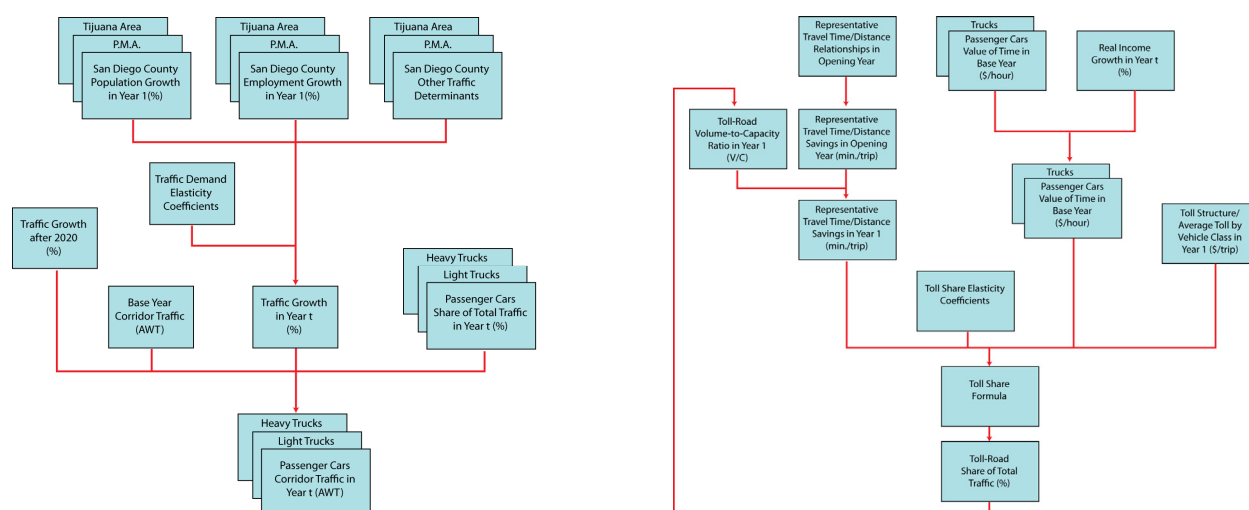 Tijuana Area
P.M.A.
San Diego County
Population Growth
in Year 1(%)
Tijuana Area
P.M.A.
San Diego County
Employment Growth
in Year 1(%)
Tijuana Area
P.M.A.
San Diego County
Other Traffic
Determinants
Traffic Demand
Elasticity
Coefficients
Traffic Growth
after 2020
(%)
Base Year
Corridor Traffic
(AWT)
Traffic Growth
in Year t
(%)
Heavy Trucks
Light Trucks
Passenger Cars
Share of Total Traffic
in Year t (%)
Heavy Trucks
Light Trucks
Passenger Cars
Corridor Traffic in
Year t (AWT)
Representative
Travel Time/Distance
Relationships in
Opening Year
Trucks
Passenger Cars
Value of Time in
Base Year
($/hour)
Real Income
Growth in Year t
(%)
Toll-Road
Volume-to-Capacity
Ratio in Year 1
(V/C)
Representative
Travel Time/Distance
Savings in Opening
Year (min./trip)
Trucks
Passenger Cars
Value of Time in
Base Year
($/hour)
Representative
Travel Time/Distance
Savings in Year 1
(min./trip)
Toll Structure/
Average Toll by
Vehicle Class in
Year 1 ($/trip)
Toll Share Elasticity
Coefficients
Toll Share
Formula
Toll-Road
Share of Total
Traffic (%)